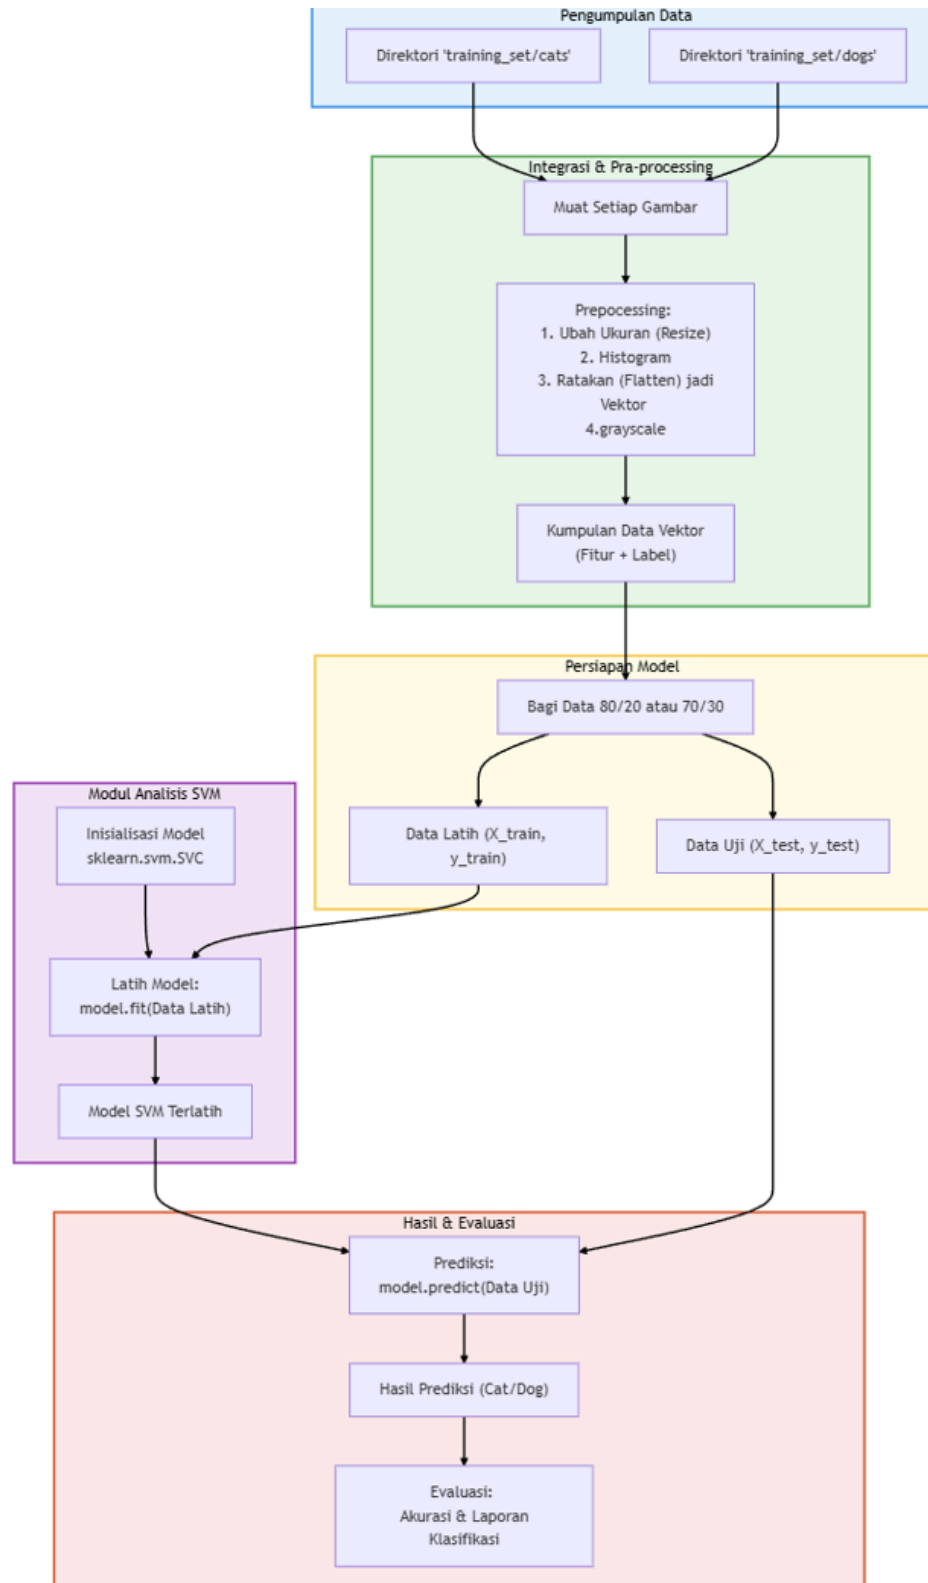 Pengumpulan Data
Direktori 'training_set/cats'
Direktori 'training_set/dogs'
Integrasi & Pra-processing
Muat Setiap Gambar
Prepocessing:
1. Ubah Ukuran (Resize)
2. Histogram
3. Ratakan (Flatten) jadi
Vektor
4.grayscale
Kumpulan Data Vektor
(Fitur + Label)
Persiapan Model
Bagi Data 80/20 atau 70/30
Data Latih (X_train,
y_train)
Data Uji (X_test, y_test)
Modul Analisis SVM
Inisialisasi Model
sklearn.svm.SVC
Latih Model:
model.fit(Data Latih)
Model SVM Terlatih
Hasil & Evaluasi
Prediksi:
model.predict(Data Uji)
Hasil Prediksi (Cat/Dog)
Evaluasi:
Akurasi & Laporan
Klasifikasi